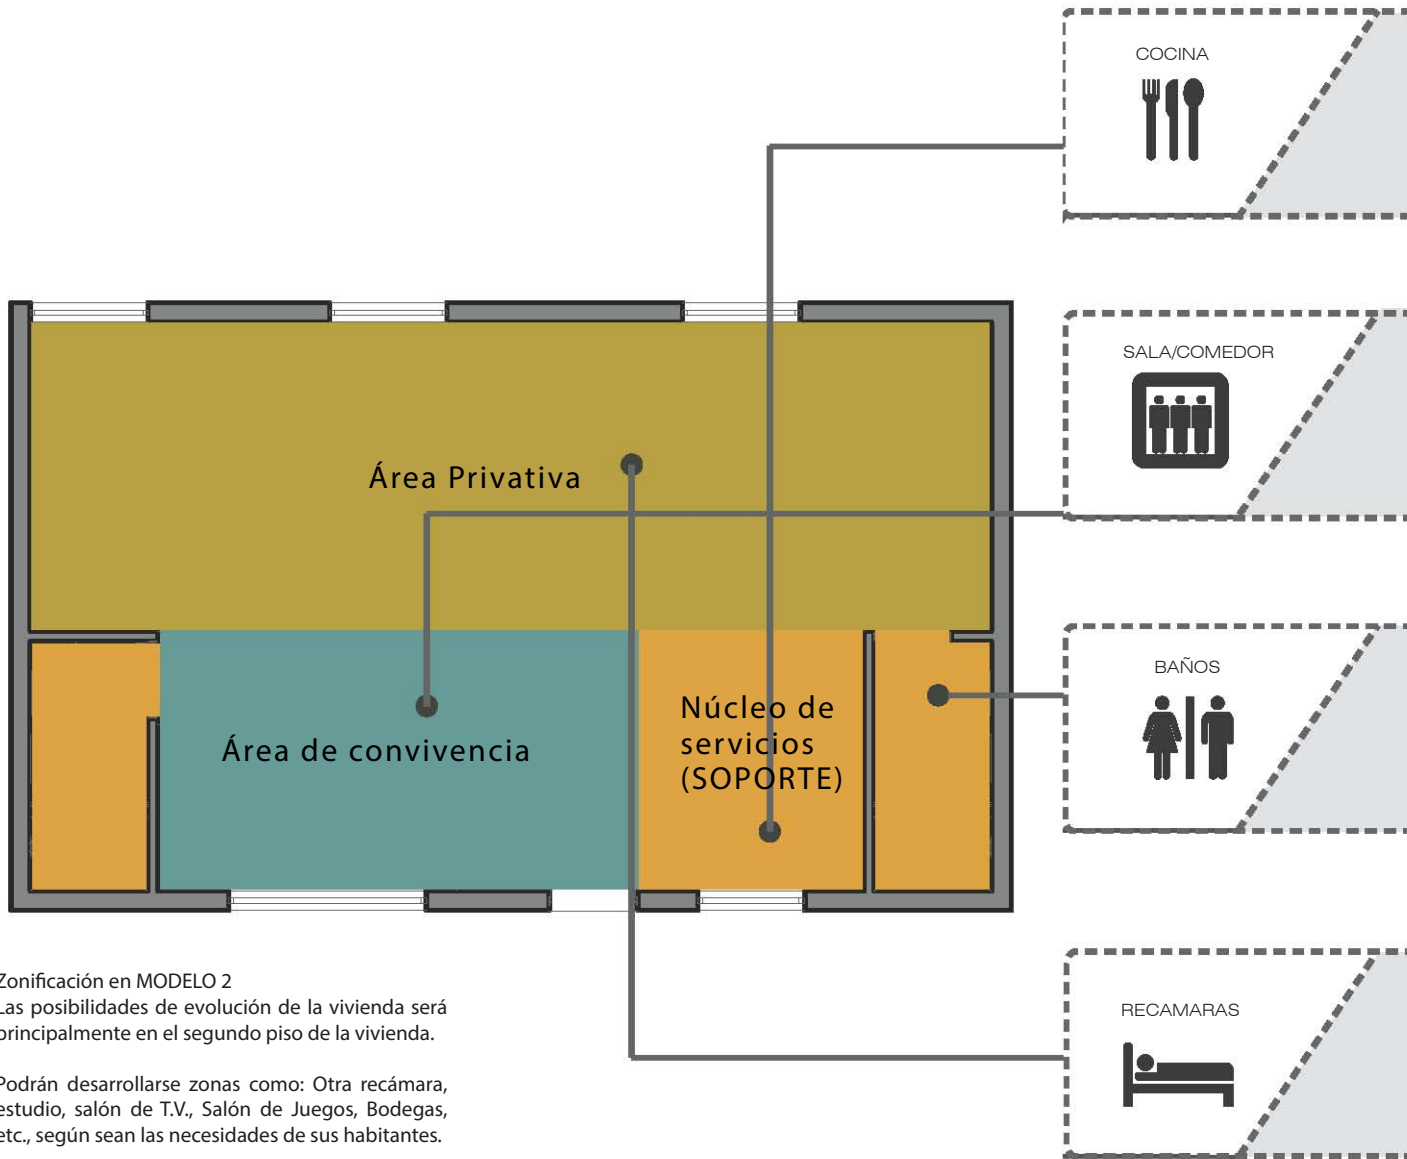 COCINA
SALA/COMEDOR
Área Privativa
BAÑOS
Núcleo de
servicios
(SOPORTE)
Área de convivencia
Zonificación en MODELO 2
Las posibilidades de evolución de la vivienda será
principalmente en el segundo piso de la vivienda.
Podrán desarrollarse zonas como: Otra recámara,
estudio, salón de T.V., Salón de Juegos, Bodegas,
etc., según sean las necesidades de sus habitantes.
RECAMARAS